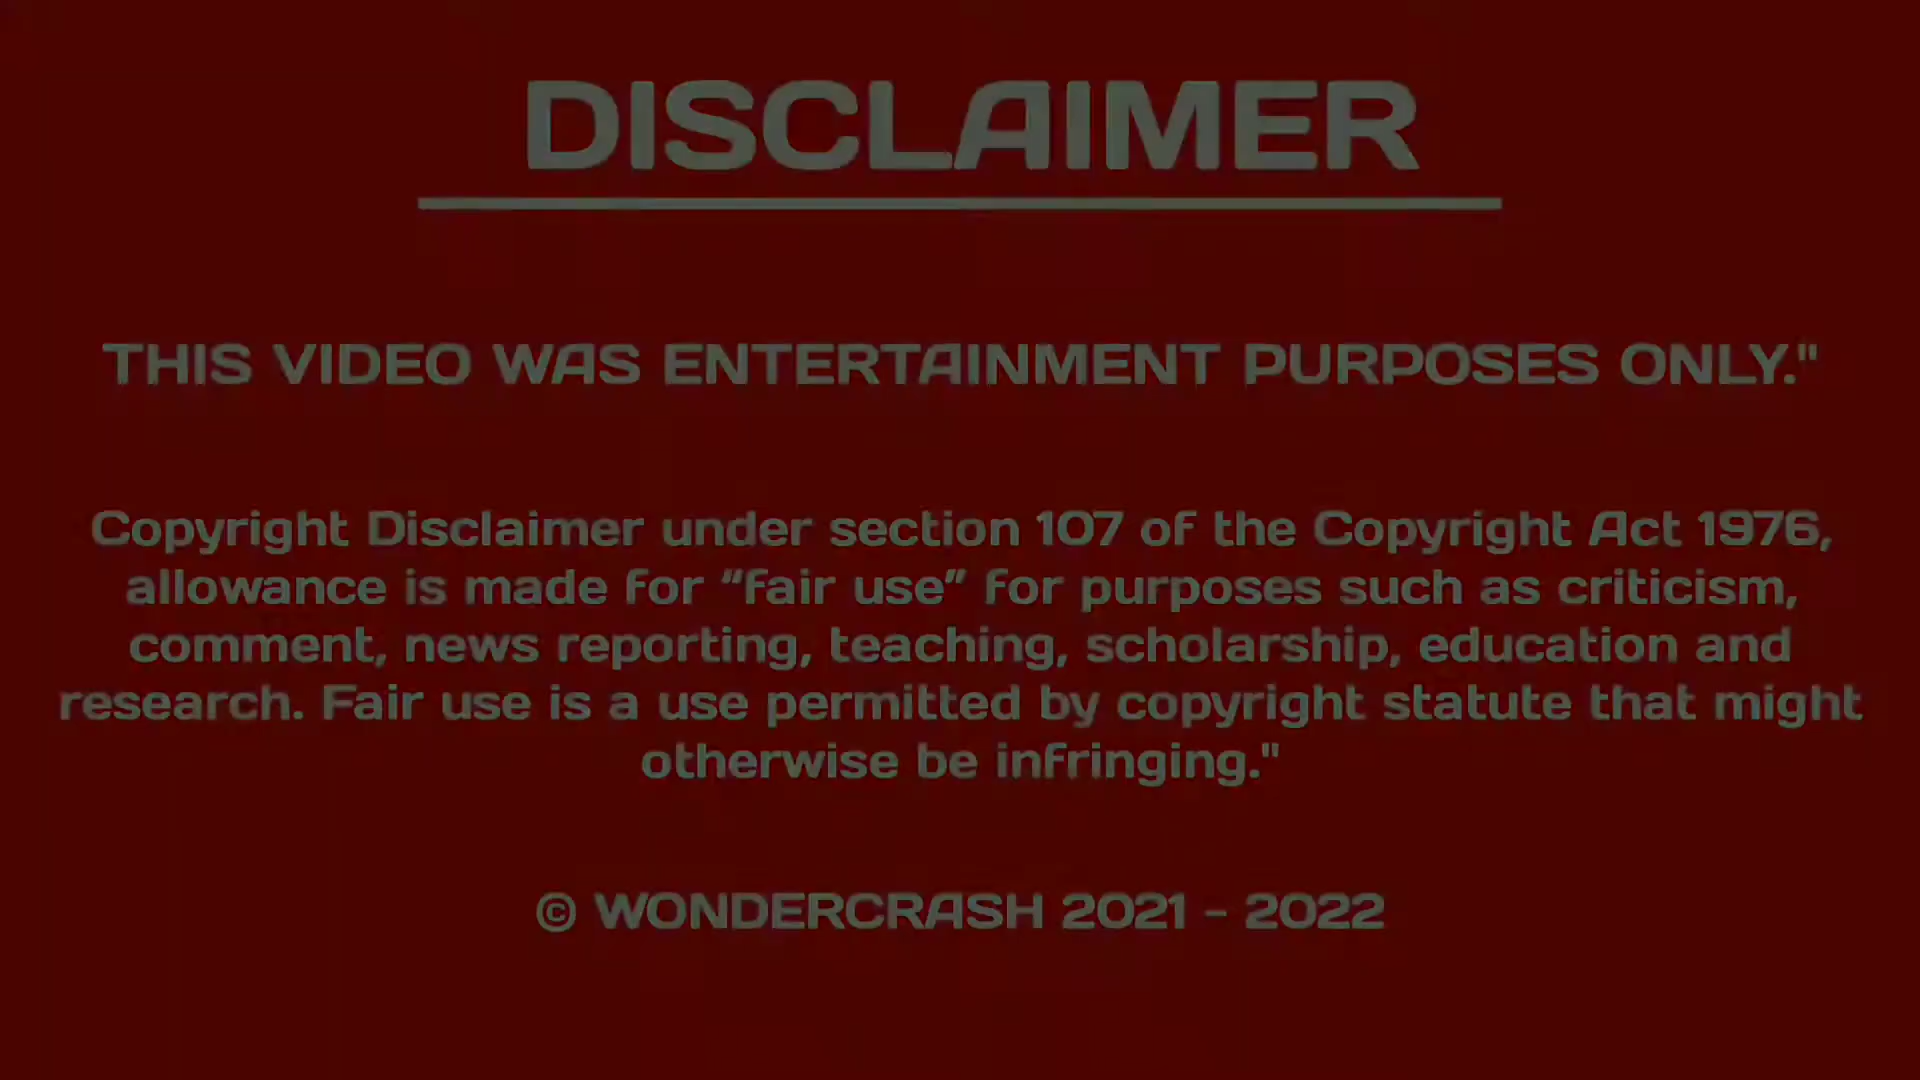 DISCLAIMER
THIS VIDEO WAS ENTERTAINMENT PURPOSES ONLY."
Copyright Disclaimer under section 107 of the Copyright Act 1976,
allowance is made for “fair use” for purposes such as criticism,
comment, news reporting, teaching, scholarship, education and
research. Fair use is a use permitted by copyright statute that might
otherwise be infringing."
© WONDERCRASH 2021 - 2022